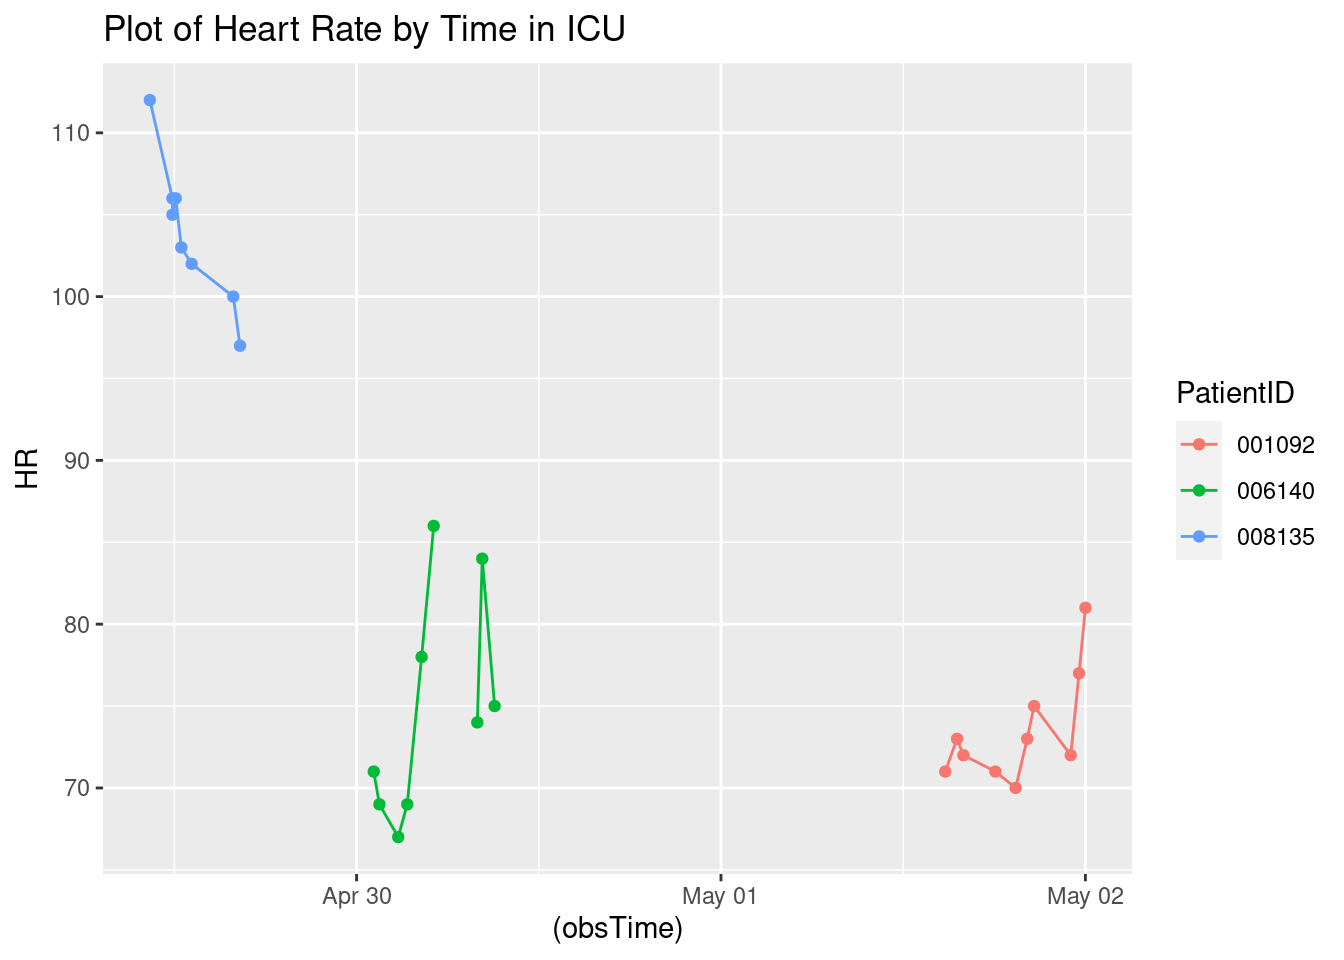 Plot of Heart Rate by Time in ICU
110
100
90
80
70
HR
Apr 30
May 01
May 02
(obsTime)
PatientID
001092
006140
008135